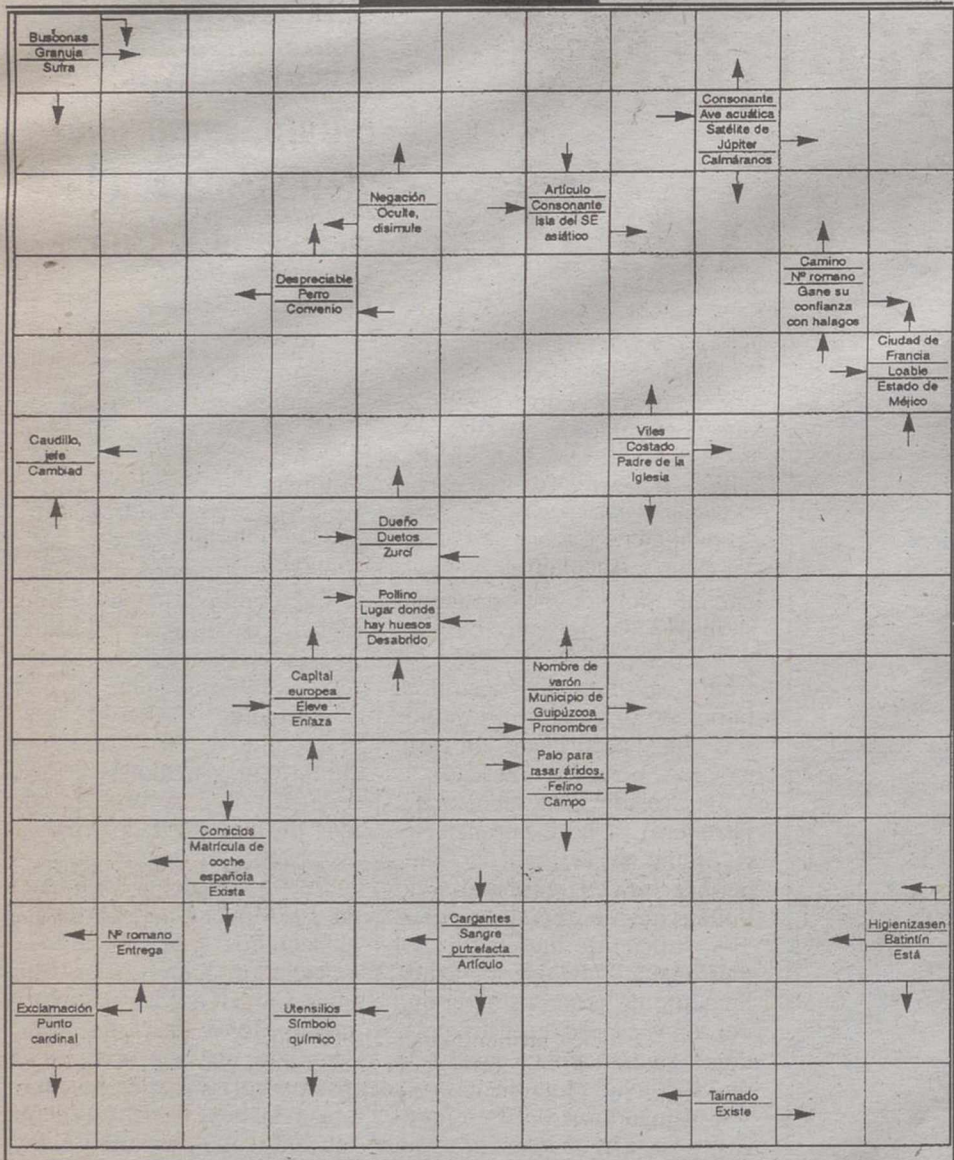 Busconas
Granuja
Sufra
Consonante
Ave acuática
Satélite de
Júpiter
Calmáranos
Negación
Oculte,
disimule
Artículo
Consonante
Isla del SE
asiático
Despreciable
Perro
Convenio
Camino
Nº romano
Gane su
confianza
con halagos
Ciudad de
Francia
Loable
Estado de
Méjico
Caudillo,
jefe
Cambiad
Viles
Costado
Padre de la
Iglesia
Dueño
Duetos
Zurcí
Pollino
Lugar donde
hay huesos
Desabrido
Capital
europea
Eleve
Enlaza
Nombre de
varón
Municipio de
Guipúzcoa
Pronombre
Palo para
rasar áridos,
Felino
Campo
Comicios
Matrícula de
coche
española
Exista
Nº romano
Entrega
Cargantes
Sangre
putrefacta
Artículo
Higienizasen
Batintín
Está
Exclamación
Punto
cardinal
Utensilios
Símbolo
químico
Taimado
Existe